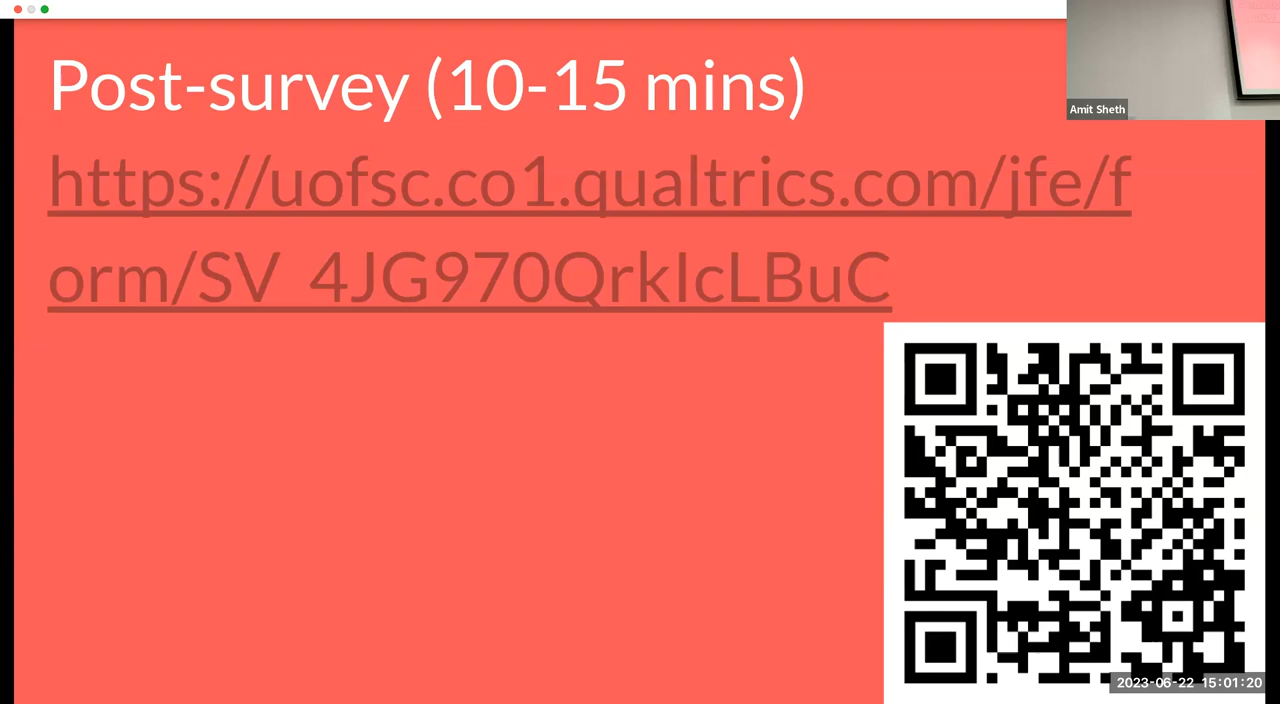 Post-survey (10-15 mins)
https://uofsc.co1.qualtrics.com/jfe/f
orm/SV_4JG970QrkIcLBuC
Amit Sheth
2023-06-22 15:01:20